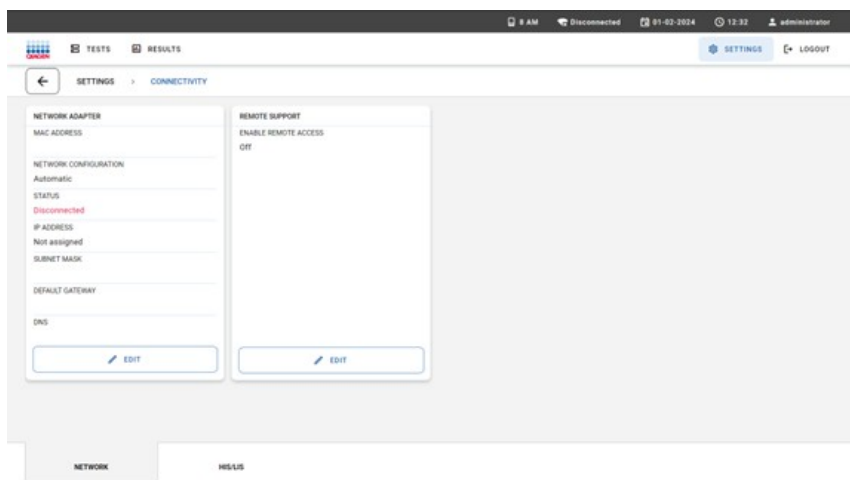 8 AM Disconnected 01-02-2024 12:32 administrator
TESTS RESULTS SETTINGS LOGOUT
SETTINGS › CONNECTIVITY
NETWORK ADAPTER
MAC ADDRESS
NETWORK CONFIGURATION
Automatic
STATUS
Disconnected
IP ADDRESS
Not assigned
SUBNET MASK
DEFAULT GATEWAY
DNS
EDIT
REMOTE SUPPORT
ENABLE REMOTE ACCESS
Off
EDIT
NETWORK HIS/LIS